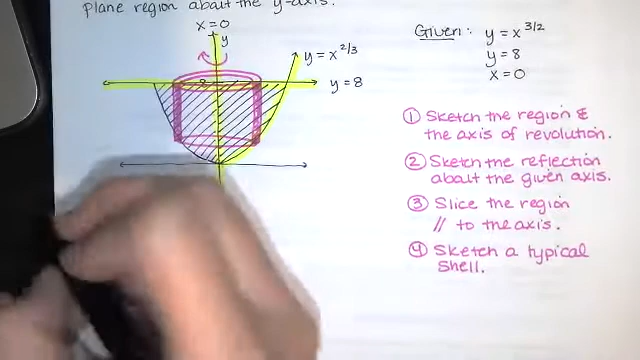 plane region about the y-axis.
x=0
y
y = x^2/3
y = 8
8
Given: y = x^3/2
y = 8
x = 0
① Sketch the region &
the axis of revolution.
② Sketch the reflection
about the given axis.
③ Slice the region
// to the axis.
④ Sketch a typical
shell.